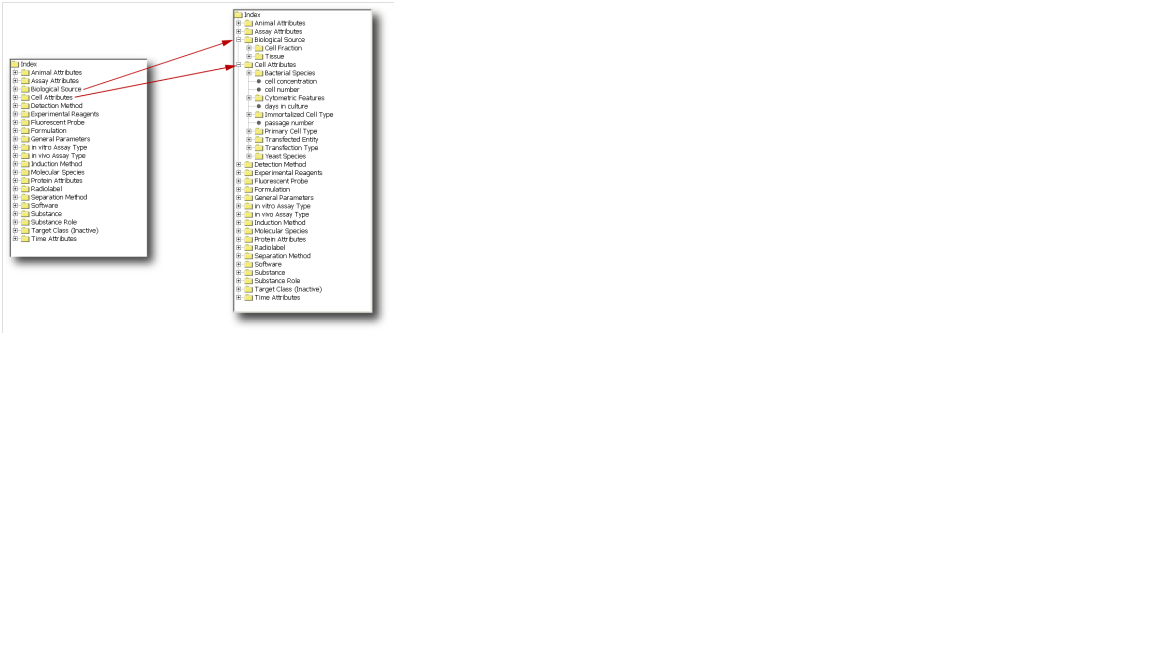 Index
Animal Attributes
Assay Attributes
Biological Source
Cell Attributes
Detection Method
Experimental Reagents
Fluorescent Probe
Formulation
General Parameters
in vitro Assay Type
in vivo Assay Type
Induction Method
Molecular Species
Protein Attributes
Radiolabel
Separation Method
Software
Substance
Substance Role
Target Class (Inactive)
Time Attributes
Index
Animal Attributes
Assay Attributes
Biological Source
Cell Fraction
Tissue
Cell Attributes
Bacterial Species
cell concentration
cell number
Cytometric Features
days in culture
Immortalized Cell Type
passage number
Primary Cell Type
Transfected Entity
Transfection Type
Yeast Species
Detection Method
Experimental Reagents
Fluorescent Probe
Formulation
General Parameters
in vitro Assay Type
in vivo Assay Type
Induction Method
Molecular Species
Protein Attributes
Radiolabel
Separation Method
Software
Substance
Substance Role
Target Class (Inactive)
Time Attributes